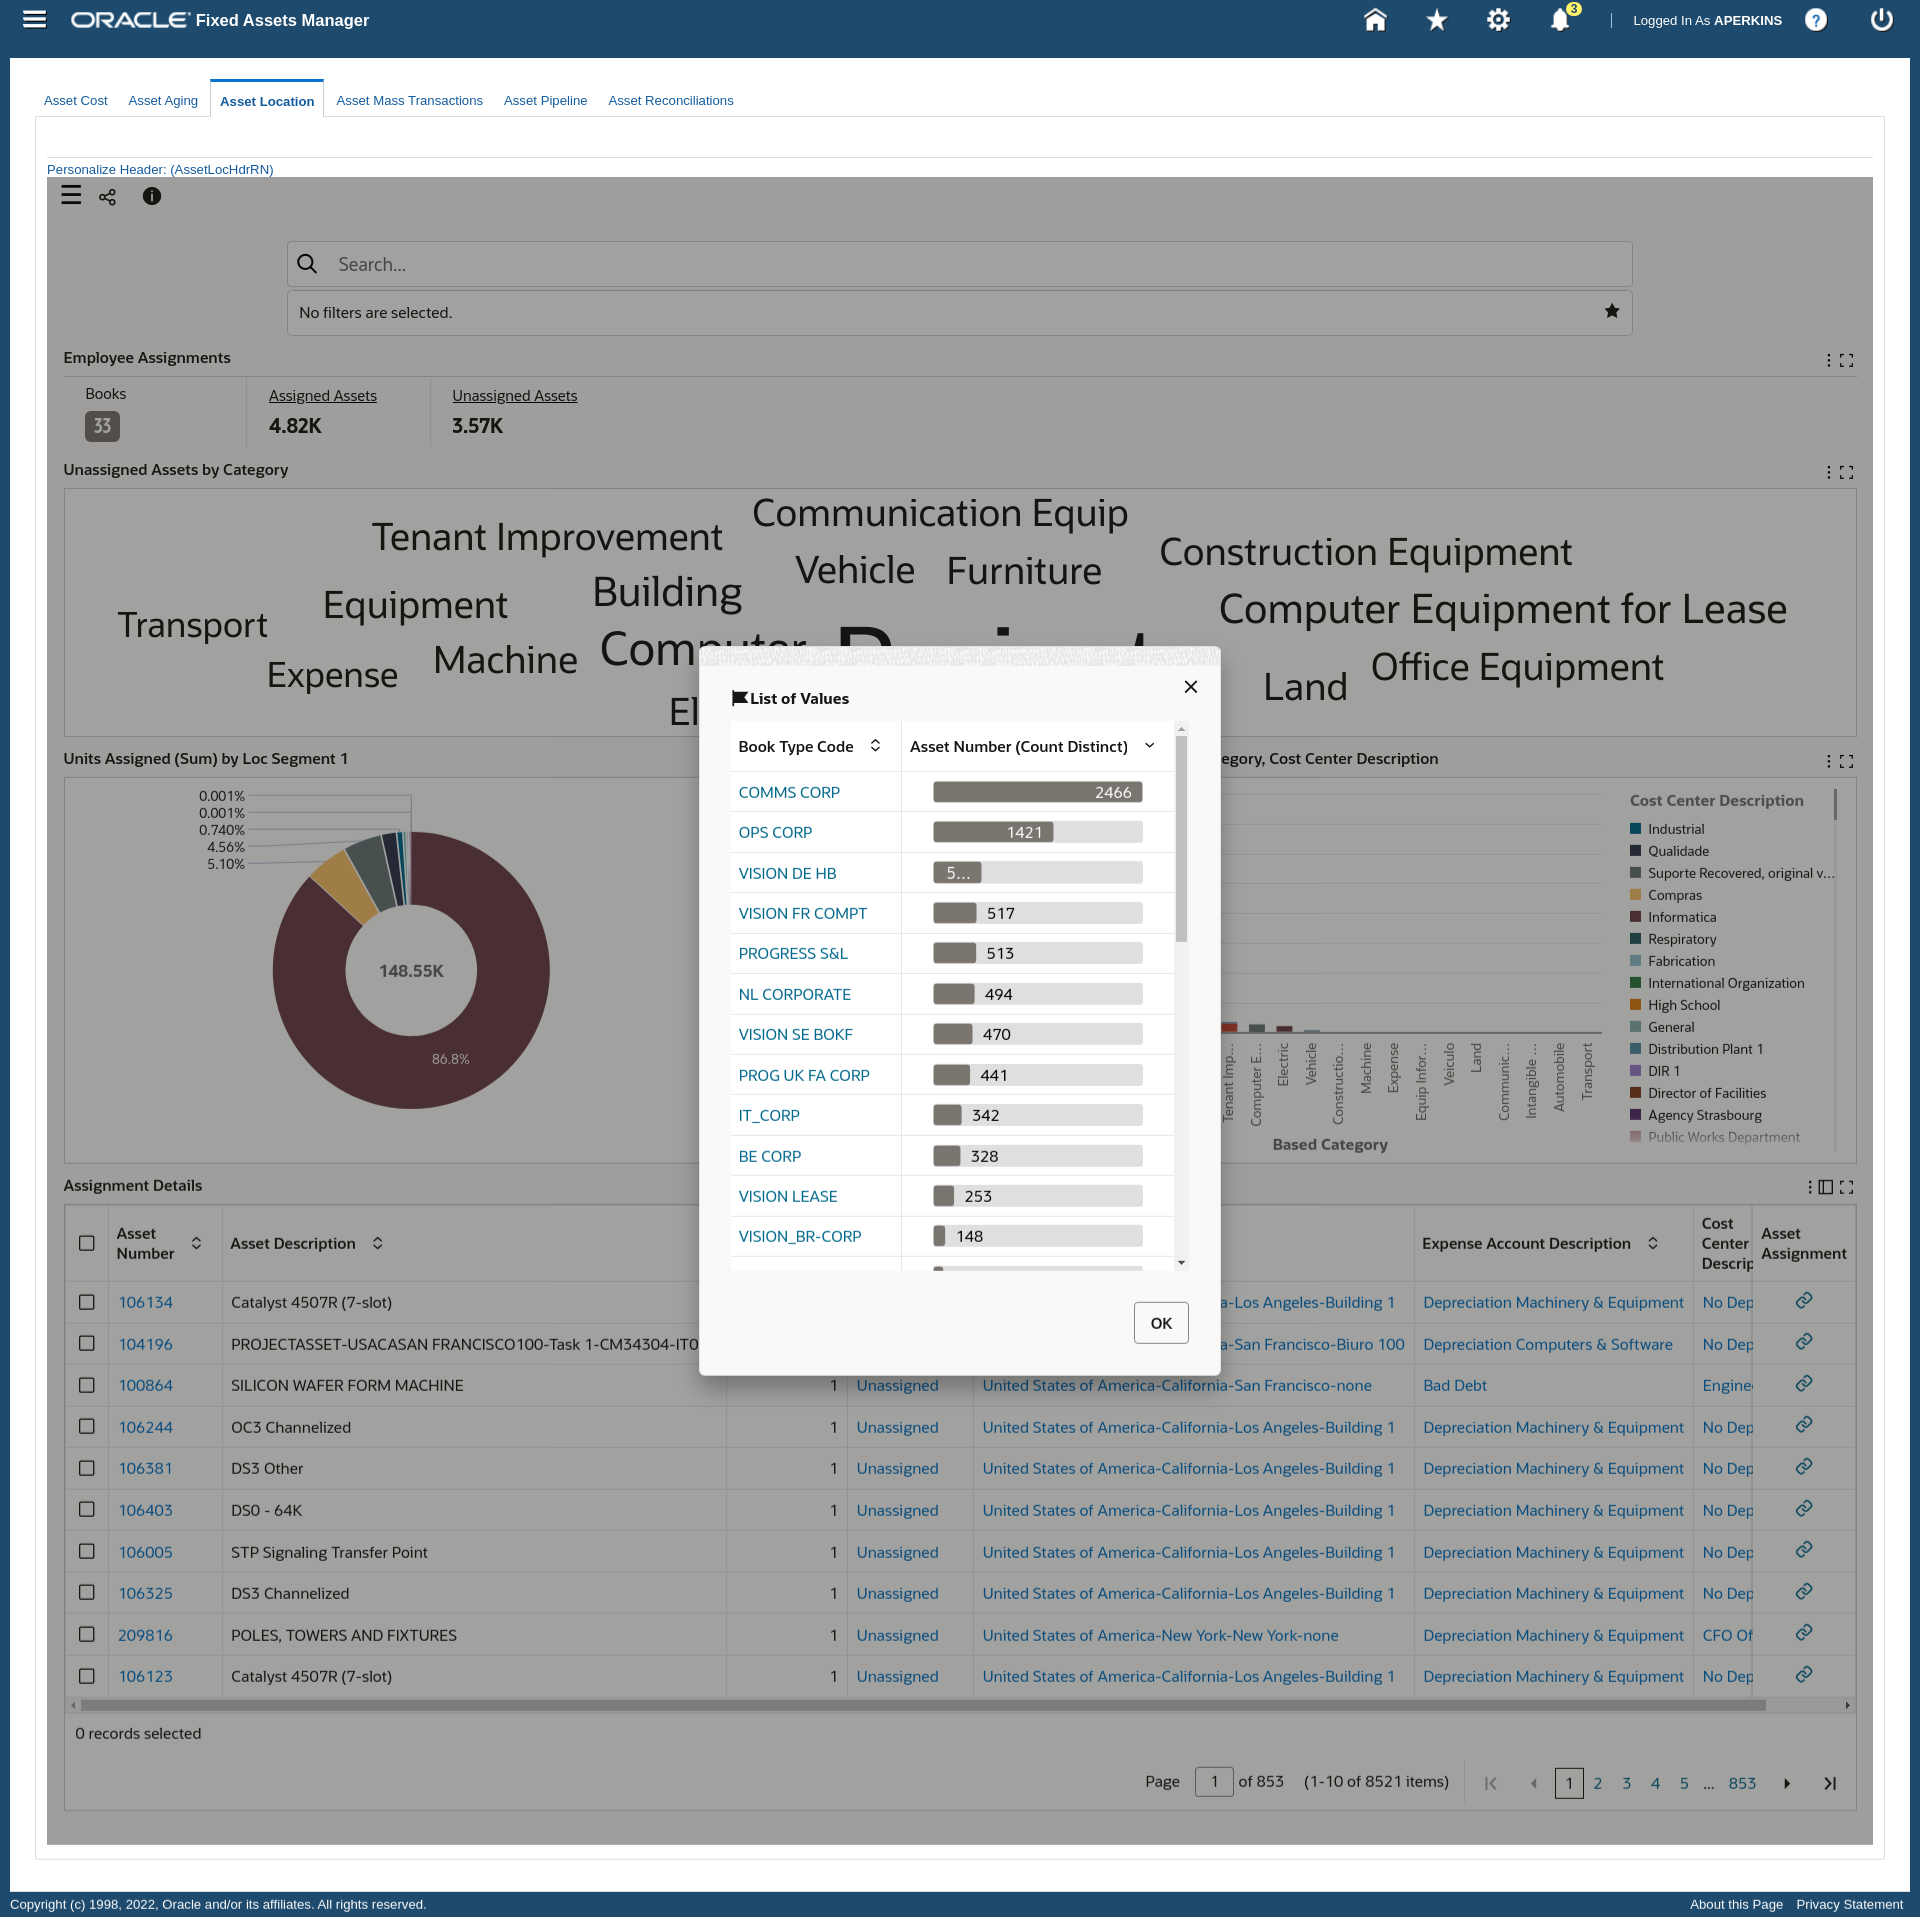 ORACLE Fixed Assets Manager
3
Logged In As APERKINS
?
Asset Cost
Asset Aging
Asset Location
Asset Mass Transactions
Asset Pipeline
Asset Reconciliations
Personalize Header: (AssetLocHdrRN)
Search...
No filters are selected.
Employee Assignments
Books
33
Assigned Assets
4.82K
Unassigned Assets
3.57K
Unassigned Assets by Category
Communication Equip
Tenant Improvement
Construction Equipment
Vehicle
Furniture
Building
Equipment
Computer Equipment for Lease
Transport
Computer
Machine
Office Equipment
Expense
Land
El
Units Assigned (Sum) by Loc Segment 1
0.001%
0.001%
0.740%
4.56%
5.10%
148.55K
86.8%
egory, Cost Center Description
Cost Center Description
Industrial
Qualidade
Suporte Recovered, original v...
Compras
Informatica
Respiratory
Fabrication
International Organization
High School
General
Distribution Plant 1
DIR 1
Director of Facilities
Agency Strasbourg
Public Works Department
Tenant Imp...
Computer E...
Electric
Vehicle
Constructio...
Machine
Expense
Equip Infor...
Veiculo
Land
Communic...
Intangible ...
Automobile
Transport
Based Category
List of Values
Book Type Code
Asset Number (Count Distinct)
COMMS CORP 2466
OPS CORP 1421
VISION DE HB 5...
VISION FR COMPT 517
PROGRESS S&L 513
NL CORPORATE 494
VISION SE BOKF 470
PROG UK FA CORP 441
IT_CORP 342
BE CORP 328
VISION LEASE 253
VISION_BR-CORP 148
OK
Assignment Details
Asset Number
Asset Description
Expense Account Description
Cost Center Descrip
Asset Assignment
106134 Catalyst 4507R (7-slot) a-Los Angeles-Building 1 Depreciation Machinery & Equipment No Dep
104196 PROJECTASSET-USACASAN FRANCISCO100-Task 1-CM34304-IT0 a-San Francisco-Biuro 100 Depreciation Computers & Software No Dep
100864 SILICON WAFER FORM MACHINE 1 Unassigned United States of America-California-San Francisco-none Bad Debt Engine
106244 OC3 Channelized 1 Unassigned United States of America-California-Los Angeles-Building 1 Depreciation Machinery & Equipment No Dep
106381 DS3 Other 1 Unassigned United States of America-California-Los Angeles-Building 1 Depreciation Machinery & Equipment No Dep
106403 DS0 - 64K 1 Unassigned United States of America-California-Los Angeles-Building 1 Depreciation Machinery & Equipment No Dep
106005 STP Signaling Transfer Point 1 Unassigned United States of America-California-Los Angeles-Building 1 Depreciation Machinery & Equipment No Dep
106325 DS3 Channelized 1 Unassigned United States of America-California-Los Angeles-Building 1 Depreciation Machinery & Equipment No Dep
209816 POLES, TOWERS AND FIXTURES 1 Unassigned United States of America-New York-New York-none Depreciation Machinery & Equipment CFO Of
106123 Catalyst 4507R (7-slot) 1 Unassigned United States of America-California-Los Angeles-Building 1 Depreciation Machinery & Equipment No Dep
0 records selected
Page 1 of 853 (1-10 of 8521 items) 1 2 3 4 5 ... 853
Copyright (c) 1998, 2022, Oracle and/or its affiliates. All rights reserved.
About this Page
Privacy Statement